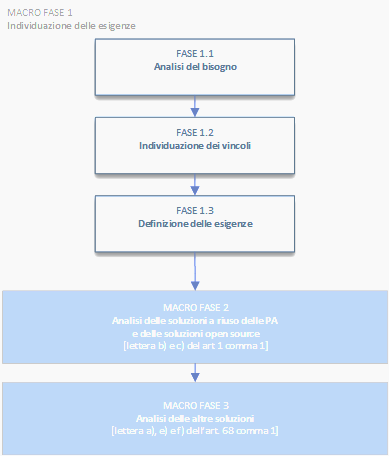 MACRO FASE 1
Individuazione delle esigenze
FASE 1.1
Analisi del bisogno
FASE 1.2
Individuazione dei vincoli
FASE 1.3
Definizione delle esigenze
MACRO FASE 2
Analisi delle soluzioni a riuso delle PA
e delle soluzioni open source
[lettera b) e c) del art 1 comma 1]
MACRO FASE 3
Analisi delle altre soluzioni
[lettera a), e) e f) dell'art. 68 comma 1]